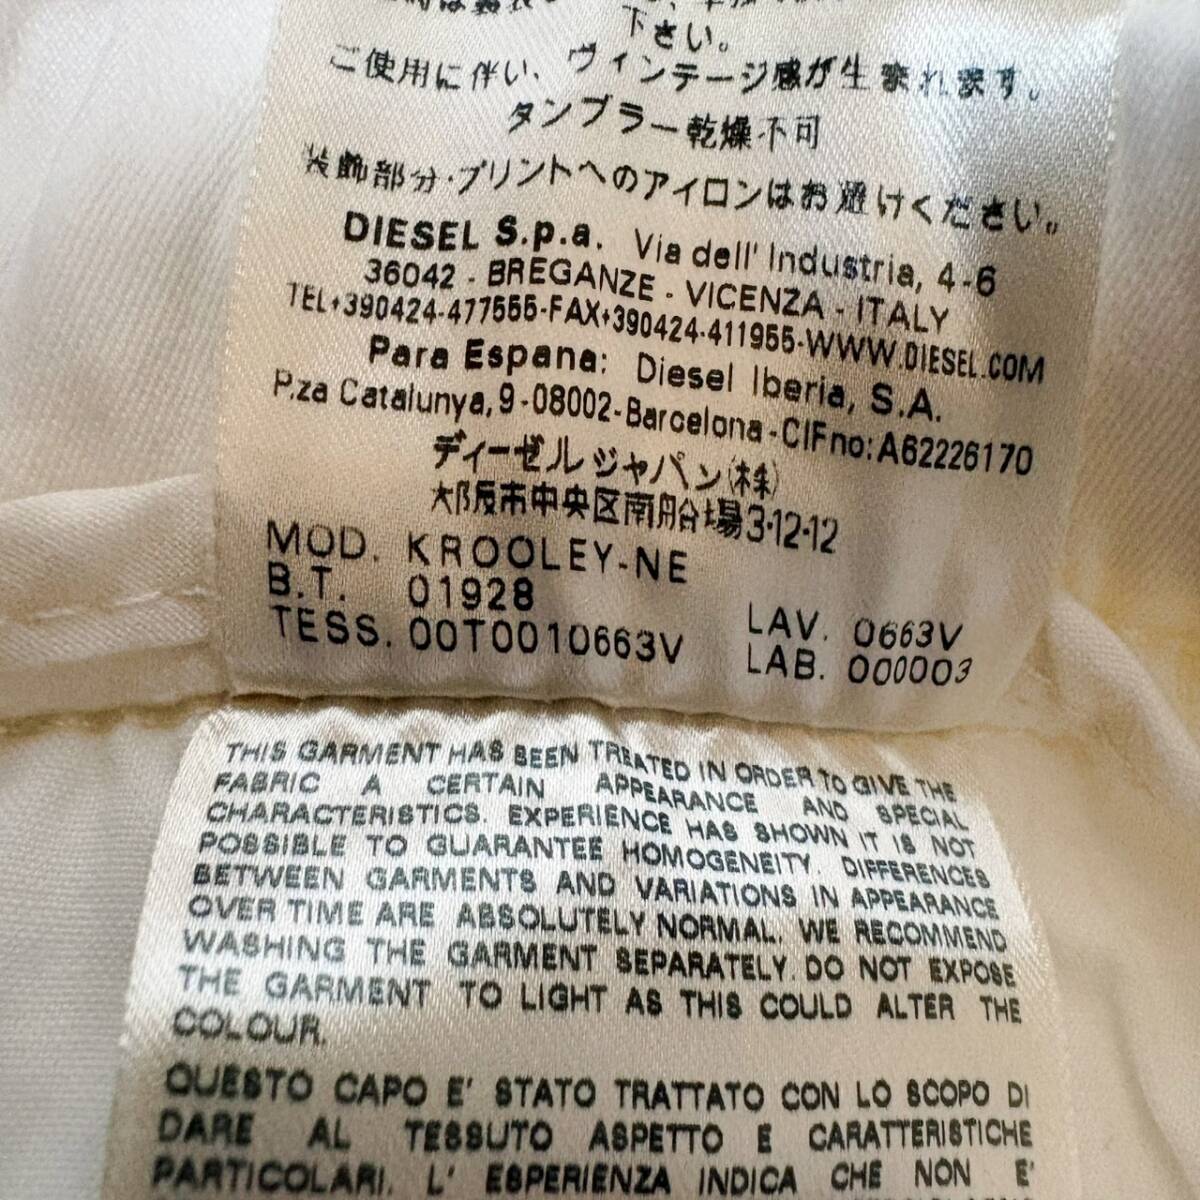 下さい。
ご使用に伴い、ヴィンテージ感が生まれます。
タンブラー乾燥不可
装飾部分・プリントへのアイロンはお避けください。
DIESEL S.p.a. Via dell' Industria, 4-6
36042 - BREGANZE - VICENZA - ITALY
TEL+390424-477555-FAX+390424-411955-WWW.DIESEL.COM
Para Espana: Diesel Iberia, S.A.
P.za Catalunya, 9 -08002-Barcelona-CIFno: A62226170
ディーゼルジャパン(株)
大阪市中央区南船場3-12-12
MOD. KROOLEY-NE
B.T. 01928
TESS. 00T0010663V
LAV. 0663V
LAB. 000003
THIS GARMENT HAS BEEN TREATED IN ORDER TO GIVE THE
FABRIC A CERTAIN APPEARANCE AND SPECIAL
CHARACTERISTICS. EXPERIENCE HAS SHOWN IT IS NOT
POSSIBLE TO GUARANTEE HOMOGENEITY. DIFFERENCES
BETWEEN GARMENTS AND VARIATIONS IN APPEARANCE
OVER TIME ARE ABSOLUTELY NORMAL. WE RECOMMEND
WASHING THE GARMENT SEPARATELY. DO NOT EXPOSE
THE GARMENT TO LIGHT AS THIS COULD ALTER THE
COLOUR.
QUESTO CAPO E' STATO TRATTATO CON LO SCOPO DI
DARE AL TESSUTO ASPETTO E CARATTERISTICHE
PARTICOLARI. L' ESPERIENZA INDICA CHE NON E'